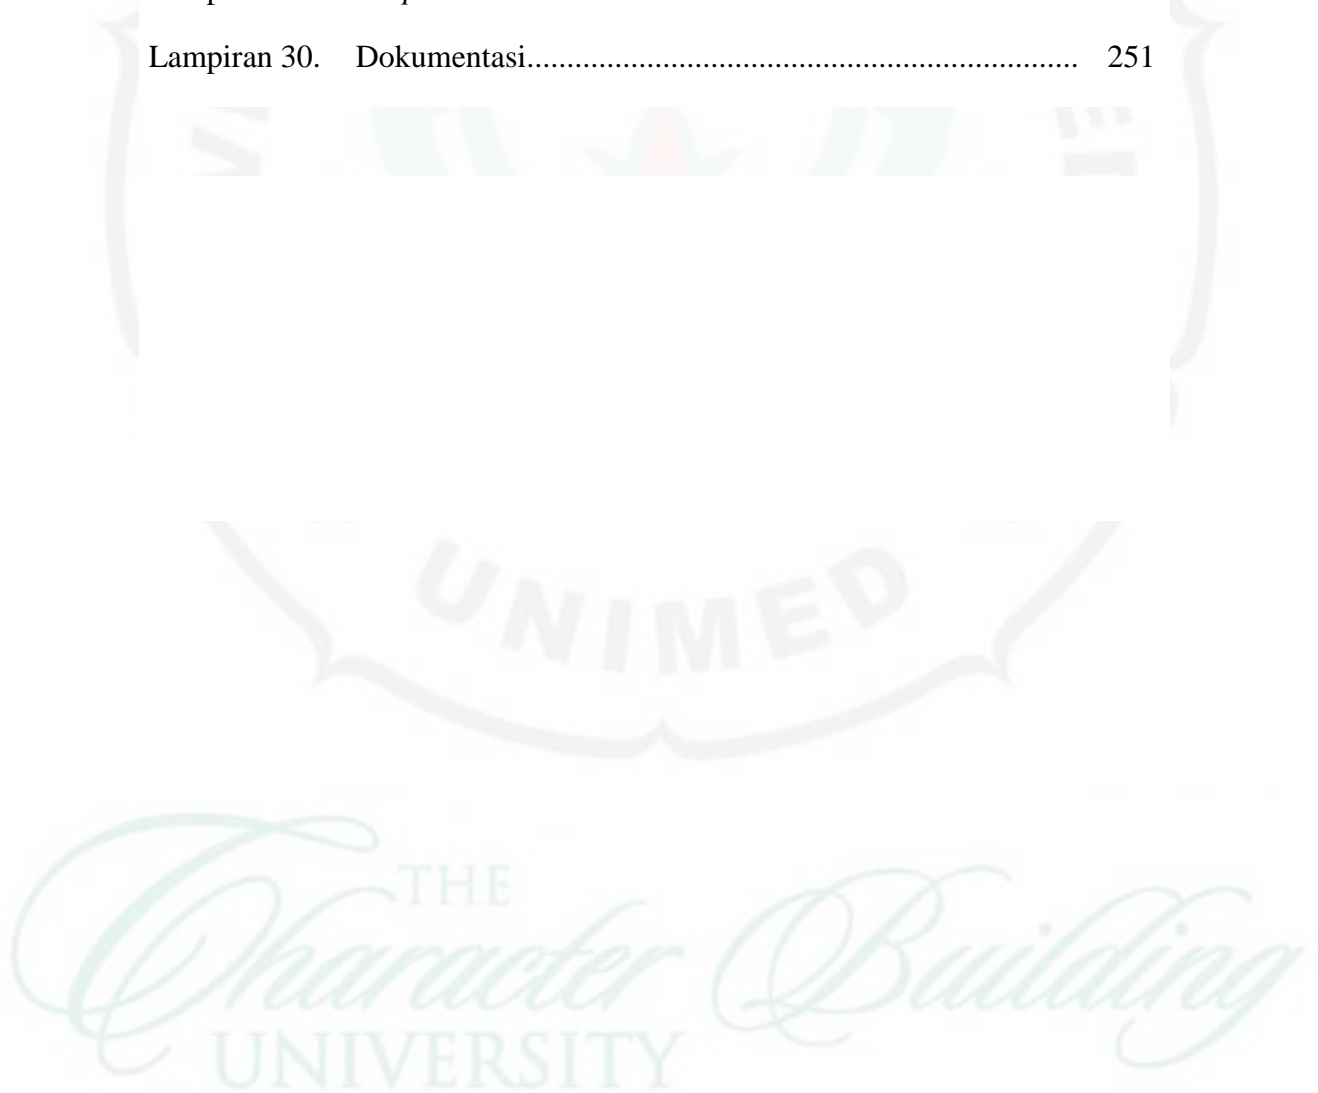 Lampiran 30. Dokumentasi..................................................................... 251
UNIMED
THE
Character Building
UNIVERSITY